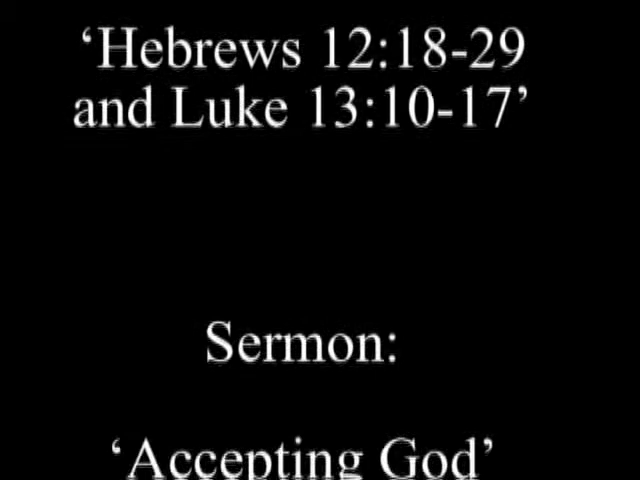 ‘Hebrews 12:18-29
and Luke 13:10-17’
Sermon:
‘Accepting God’